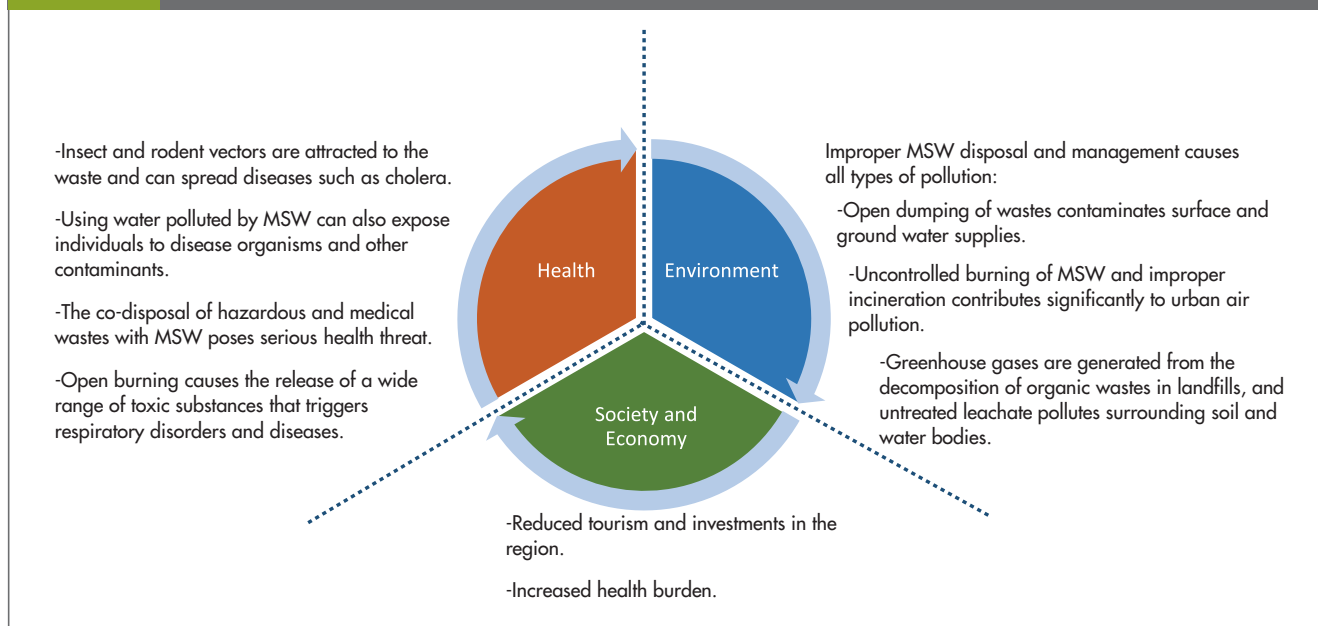 -Insect and rodent vectors are attracted to the
waste and can spread diseases such as cholera.
-Using water polluted by MSW can also expose
individuals to disease organisms and other
contaminants.
-The co-disposal of hazardous and medical
wastes with MSW poses serious health threat.
-Open burning causes the release of a wide
range of toxic substances that triggers
respiratory disorders and diseases.
Health
Environment
Society and
Economy
Improper MSW disposal and management causes
all types of pollution:
-Open dumping of wastes contaminates surface and
ground water supplies.
-Uncontrolled burning of MSW and improper
incineration contributes significantly to urban air
pollution.
-Greenhouse gases are generated from the
decomposition of organic wastes in landfills, and
untreated leachate pollutes surrounding soil and
water bodies.
-Reduced tourism and investments in the
region.
-Increased health burden.